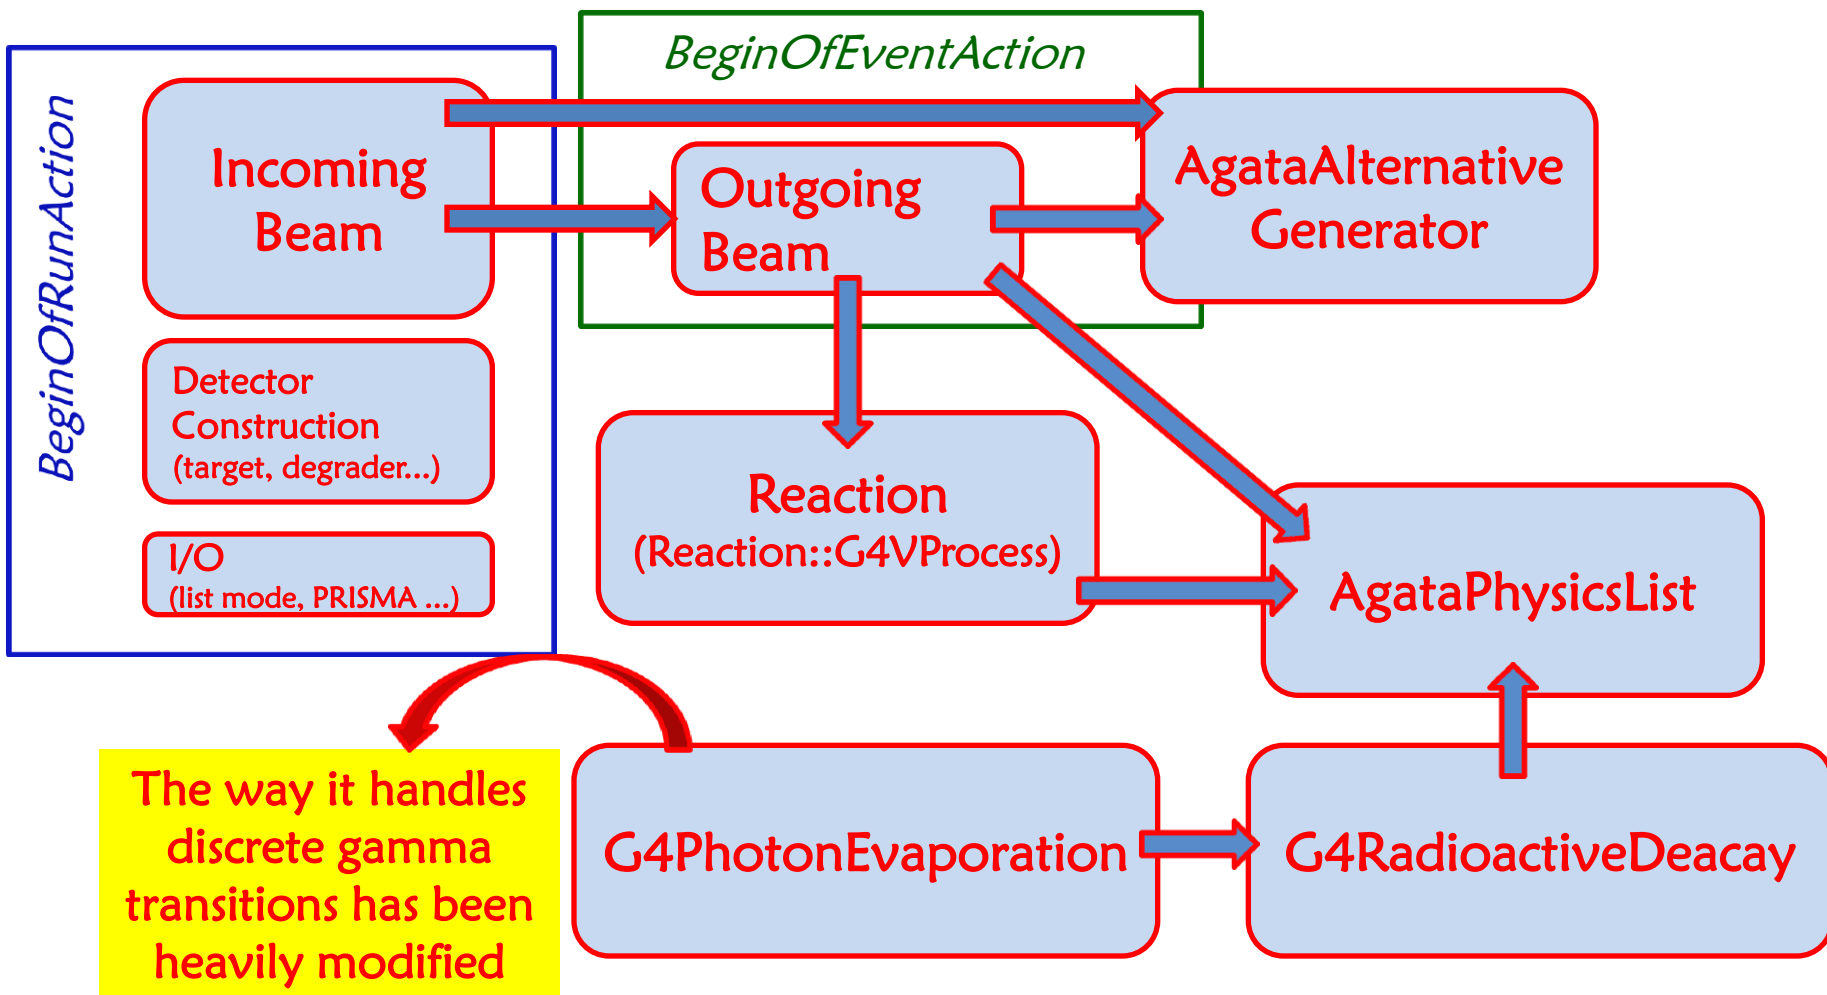 BeginOfEventAction
BeginOfRunAction
Incoming
Beam
Outgoing
Beam
AgataAlternative
Generator
Detector
Construction
(target, degrader...)
I/O
(list mode, PRISMA ...)
Reaction
(Reaction::G4VProcess)
AgataPhysicsList
The way it handles
discrete gamma
transitions has been
heavily modified
G4PhotonEvaporation
G4RadioactiveDeacay